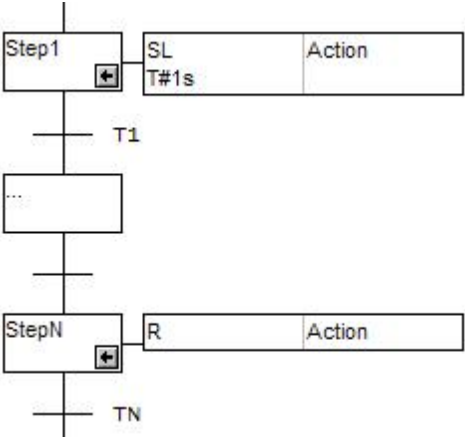 Step1 SL Action
T#1s
T1
...
StepN R Action
TN